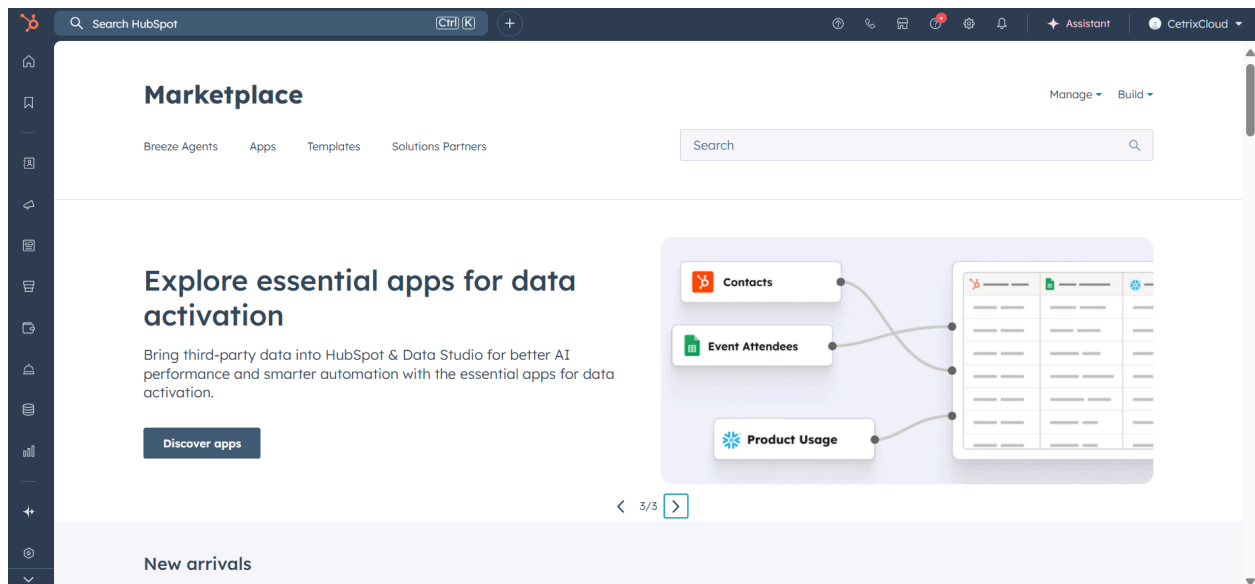 Search HubSpot
Ctrl K
Assistant
CetrixCloud
Marketplace
Manage
Build
Breeze Agents
Apps
Templates
Solutions Partners
Search
Explore essential apps for data
activation
Bring third-party data into HubSpot & Data Studio for better AI
performance and smarter automation with the essential apps for data
activation.
Discover apps
Contacts
Event Attendees
Product Usage
3/3
New arrivals